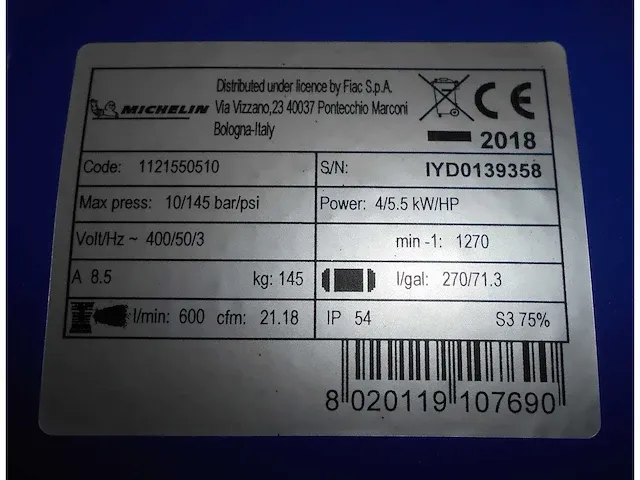 MICHELIN
Distributed under licence by Fiac S.p.A.
Via Vizzano,23 40037 Pontecchio Marconi
Bologna-Italy
CE
2018
Code: 1121550510
S/N: IYD0139358
Max press: 10/145 bar/psi
Power: 4/5.5 kW/HP
Volt/Hz ~ 400/50/3
min -1: 1270
A 8.5 kg: 145
l/gal: 270/71.3
l/min: 600 cfm: 21.18
IP 54 S3 75%
8 020119 107690